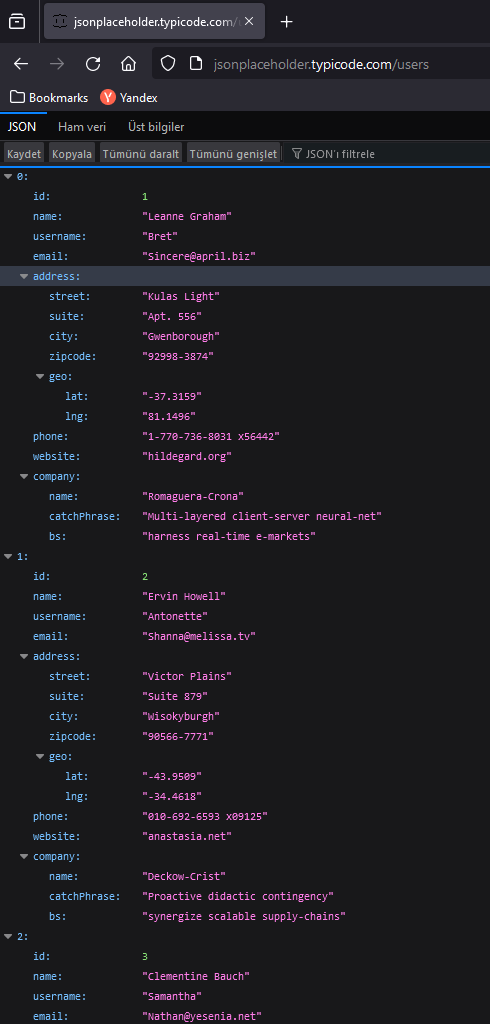 jsonplaceholder.typicode.com/
jsonplaceholder.typicode.com/users
Bookmarks Yandex
JSON Ham veri Üst bilgiler
Kaydet Kopyala Tümünü daralt Tümünü genişlet JSON'ı filtrele
0:
id: 1
name: "Leanne Graham"
username: "Bret"
email: "Sincere@april.biz"
address:
street: "Kulas Light"
suite: "Apt. 556"
city: "Gwenborough"
zipcode: "92998-3874"
geo:
lat: "-37.3159"
lng: "81.1496"
phone: "1-770-736-8031 x56442"
website: "hildegard.org"
company:
name: "Romaguera-Crona"
catchPhrase: "Multi-layered client-server neural-net"
bs: "harness real-time e-markets"
1:
id: 2
name: "Ervin Howell"
username: "Antonette"
email: "Shanna@melissa.tv"
address:
street: "Victor Plains"
suite: "Suite 879"
city: "Wisokyburgh"
zipcode: "90566-7771"
geo:
lat: "-43.9509"
lng: "-34.4618"
phone: "010-692-6593 x09125"
website: "anastasia.net"
company:
name: "Deckow-Crist"
catchPhrase: "Proactive didactic contingency"
bs: "synergize scalable supply-chains"
2:
id: 3
name: "Clementine Bauch"
username: "Samantha"
email: "Nathan@yesenia.net"